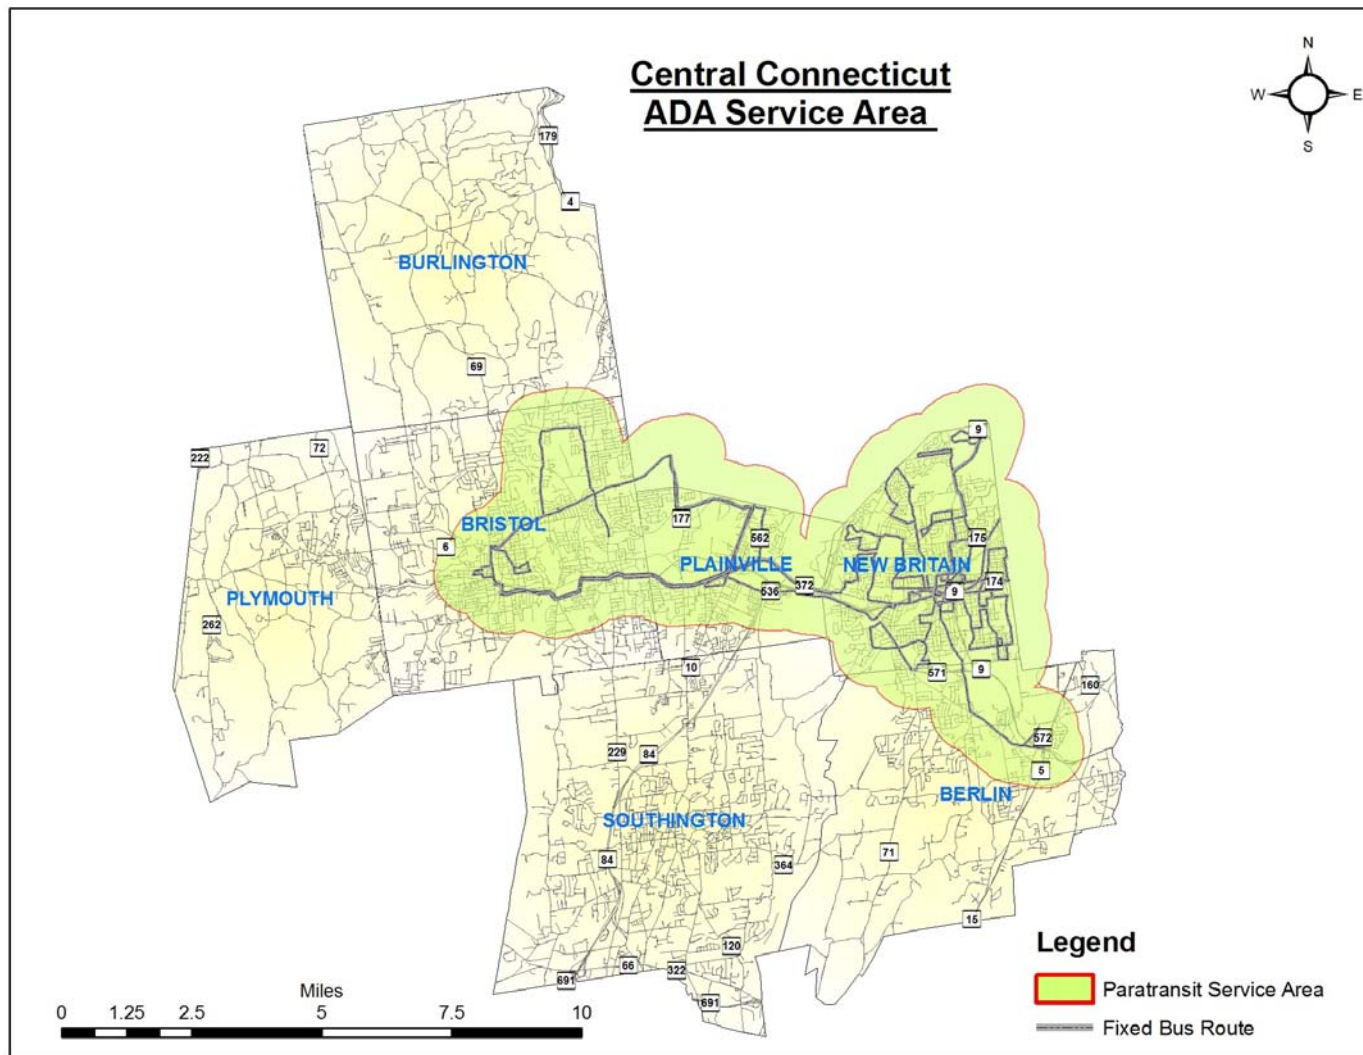 Central Connecticut
ADA Service Area
N
W
E
S
179
4
BURLINGTON
69
72
222
9
177
BRISTOL
562
175
6
PLAINVILLE
NEW BRITAIN
174
372
536
9
PLYMOUTH
262
10
571
9
160
572
229
84
5
BERLIN
SOUTHINGTON
84
364
71
15
120
66
322
691
691
Legend
Paratransit Service Area
Fixed Bus Route
Miles
0 1.25 2.5 5 7.5 10